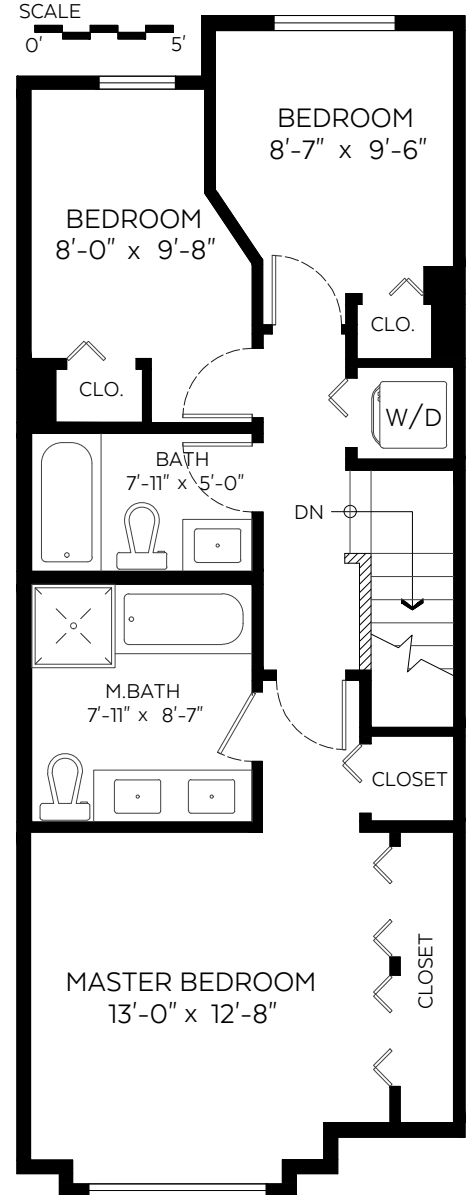 SCALE
0' 5'
BEDROOM
8'-7" x 9'-6"
BEDROOM
8'-0" x 9'-8"
CLO.
CLO.
W/D
BATH
7'-11" x 5'-0"
DN
M.BATH
7'-11" x 8'-7"
CLOSET
CLOSET
MASTER BEDROOM
13'-0" x 12'-8"